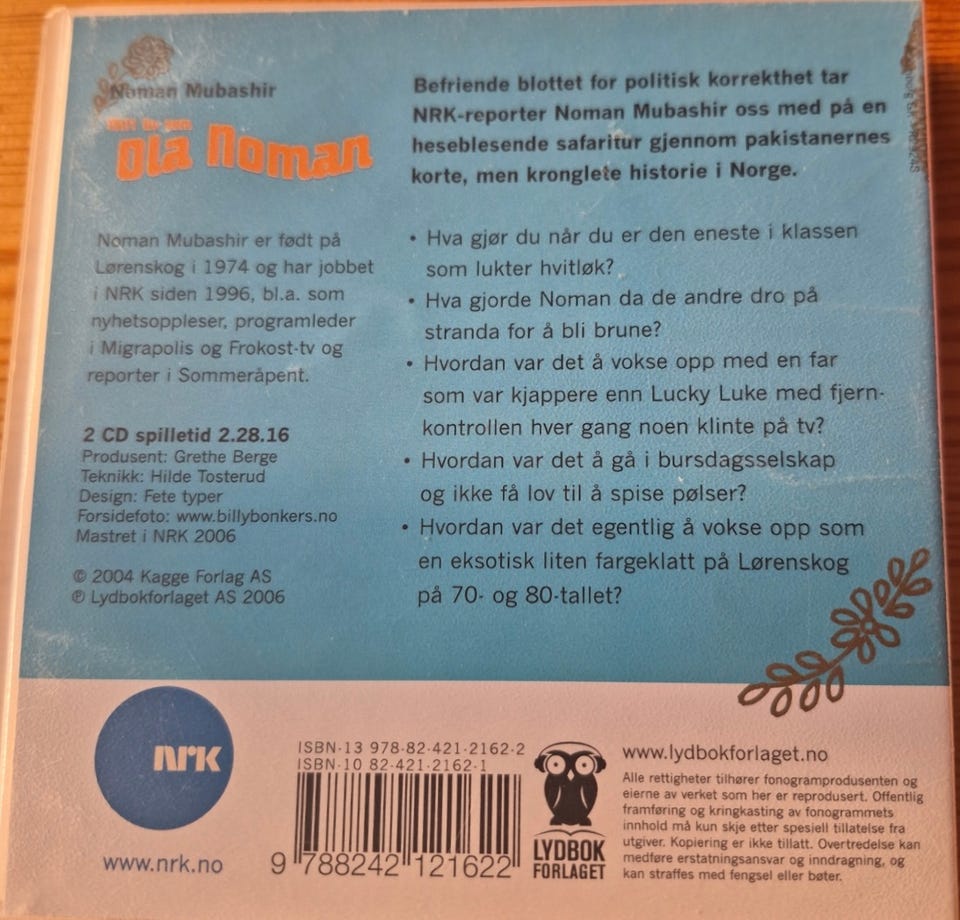 Noman Mubashir
Mitt liv som
Ola Noman
Noman Mubashir er født på
Lørenskog i 1974 og har jobbet
i NRK siden 1996, bl.a. som
nyhetsoppleser, programleder
i Migrapolis og Frokost-tv og
reporter i Sommeråpent.
2 CD spilletid 2.28.16
Produsent: Grethe Berge
Teknikk: Hilde Tosterud
Design: Fete typer
Forsidefoto: www.billybonkers.no
Mastret i NRK 2006
© 2004 Kagge Forlag AS
℗ Lydbokforlaget AS 2006
Befriende blottet for politisk korrekthet tar
NRK-reporter Noman Mubashir oss med på en
heseblesende safaritur gjennom pakistanernes
korte, men kronglete historie i Norge.
• Hva gjør du når du er den eneste i klassen
som lukter hvitløk?
• Hva gjorde Noman da de andre dro på
stranda for å bli brune?
• Hvordan var det å vokse opp med en far
som var kjappere enn Lucky Luke med fjern-
kontrollen hver gang noen klinte på tv?
• Hvordan var det å gå i bursdagsselskap
og ikke få lov til å spise pølser?
• Hvordan var det egentlig å vokse opp som
en eksotisk liten fargeklatt på Lørenskog
på 70- og 80-tallet?
NRK
www.nrk.no
ISBN-13 978-82-421-2162-2
ISBN-10 82-421-2162-1
9 788242 121622
LYDBOK
FORLAGET
www.lydbokforlaget.no
Alle rettigheter tilhører fonogramprodusenten og
eierne av verket som her er reprodusert. Offentlig
framføring og kringkasting av fonogrammets
innhold må kun skje etter spesiell tillatelse fra
utgiver. Kopiering er ikke tillatt. Overtredelse kan
medføre erstatningsansvar og inndragning, og
kan straffes med fengsel eller bøter.